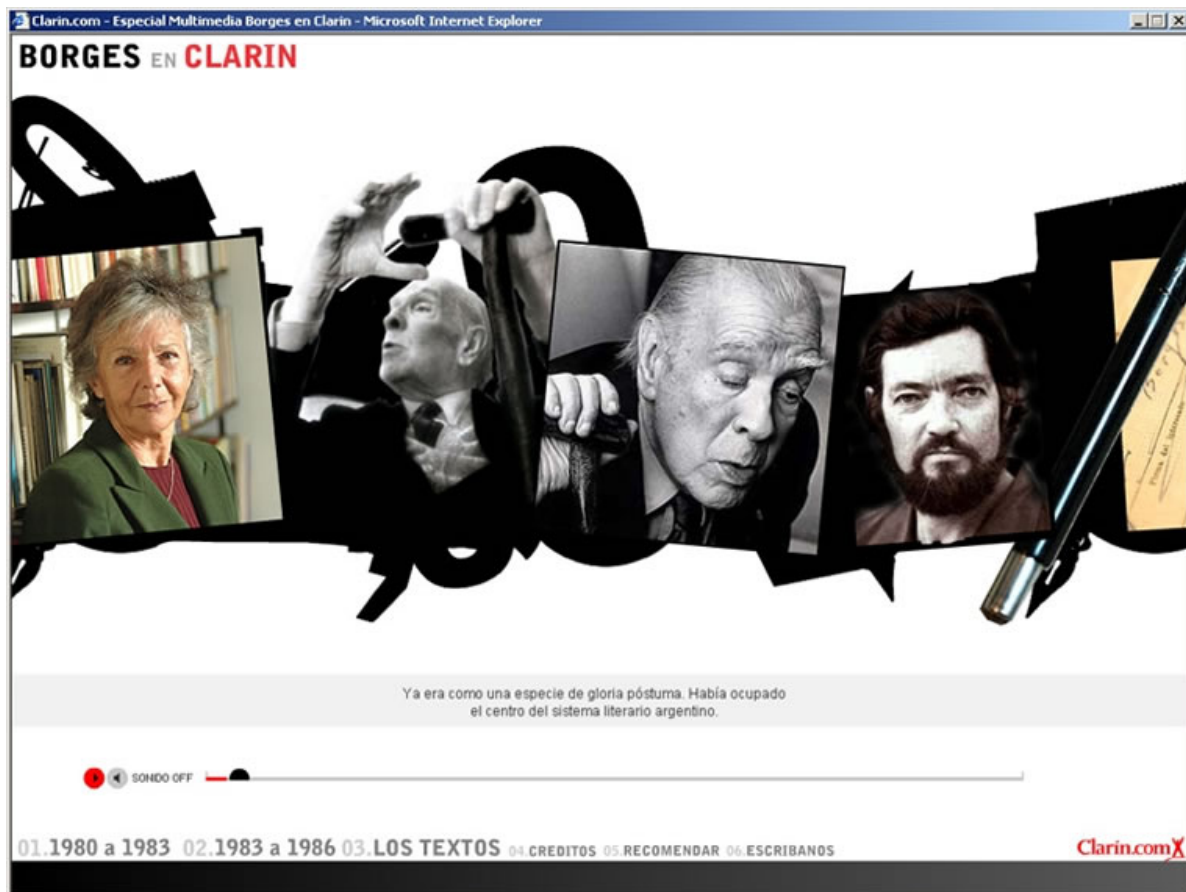 Clarin.com - Especial Multimedia Borges en Clarin - Microsoft Internet Explorer
BORGES EN CLARIN
Ya era como una especie de gloria póstuma. Había ocupado
el centro del sistema literario argentino.
SONIDO OFF
01.1980 a 1983 02.1983 a 1986 03.LOS TEXTOS 04.CREDITOS 05.RECOMENDAR 06.ESCRIBANOS
Clarin.com